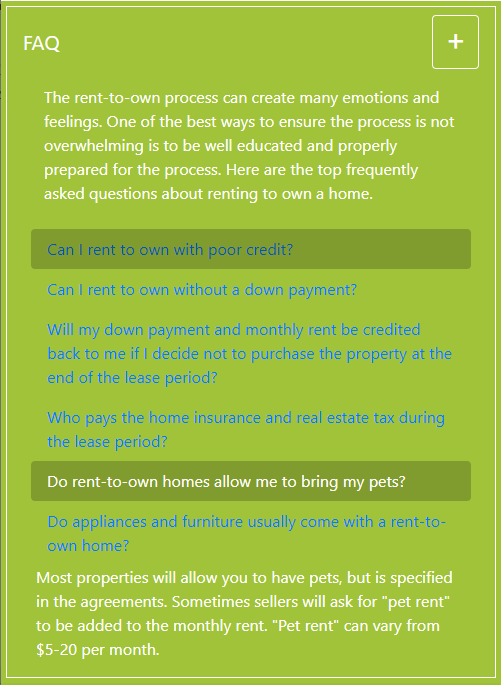 FAQ
+
The rent-to-own process can create many emotions and
feelings. One of the best ways to ensure the process is not
overwhelming is to be well educated and properly
prepared for the process. Here are the top frequently
asked questions about renting to own a home.
Can I rent to own with poor credit?
Can I rent to own without a down payment?
Will my down payment and monthly rent be credited
back to me if I decide not to purchase the property at the
end of the lease period?
Who pays the home insurance and real estate tax during
the lease period?
Do rent-to-own homes allow me to bring my pets?
Do appliances and furniture usually come with a rent-to-
own home?
Most properties will allow you to have pets, but is specified
in the agreements. Sometimes sellers will ask for "pet rent"
to be added to the monthly rent. "Pet rent" can vary from
$5-20 per month.